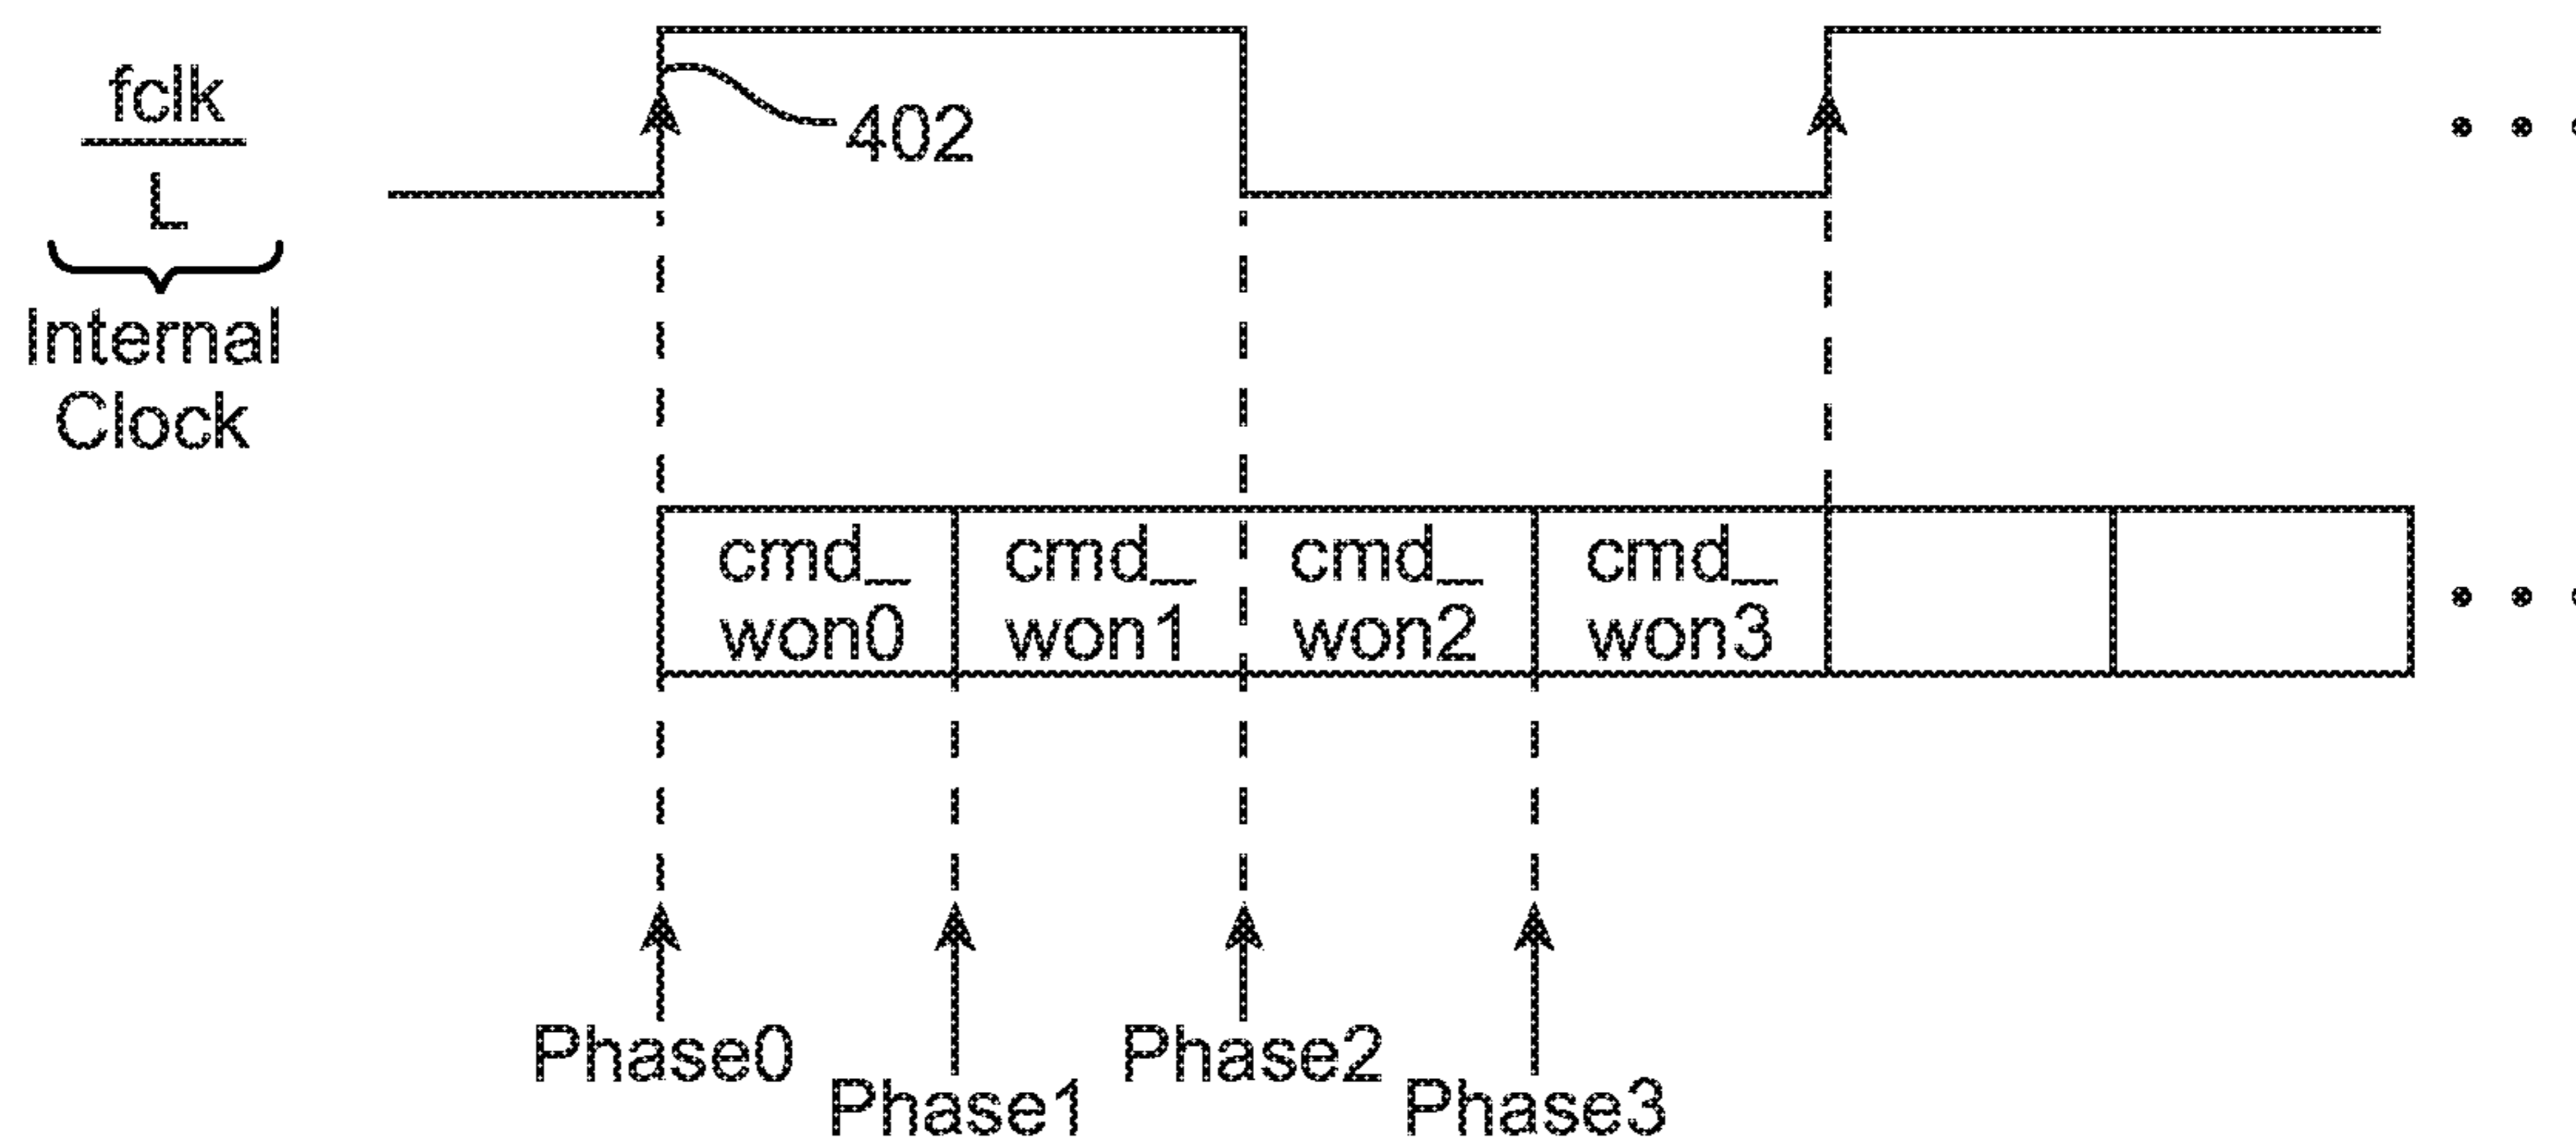 fclk
L
Internal
Clock
402
cmd_
won0
cmd_
won1
cmd_
won2
cmd_
won3
Phase0
Phase1
Phase2
Phase3